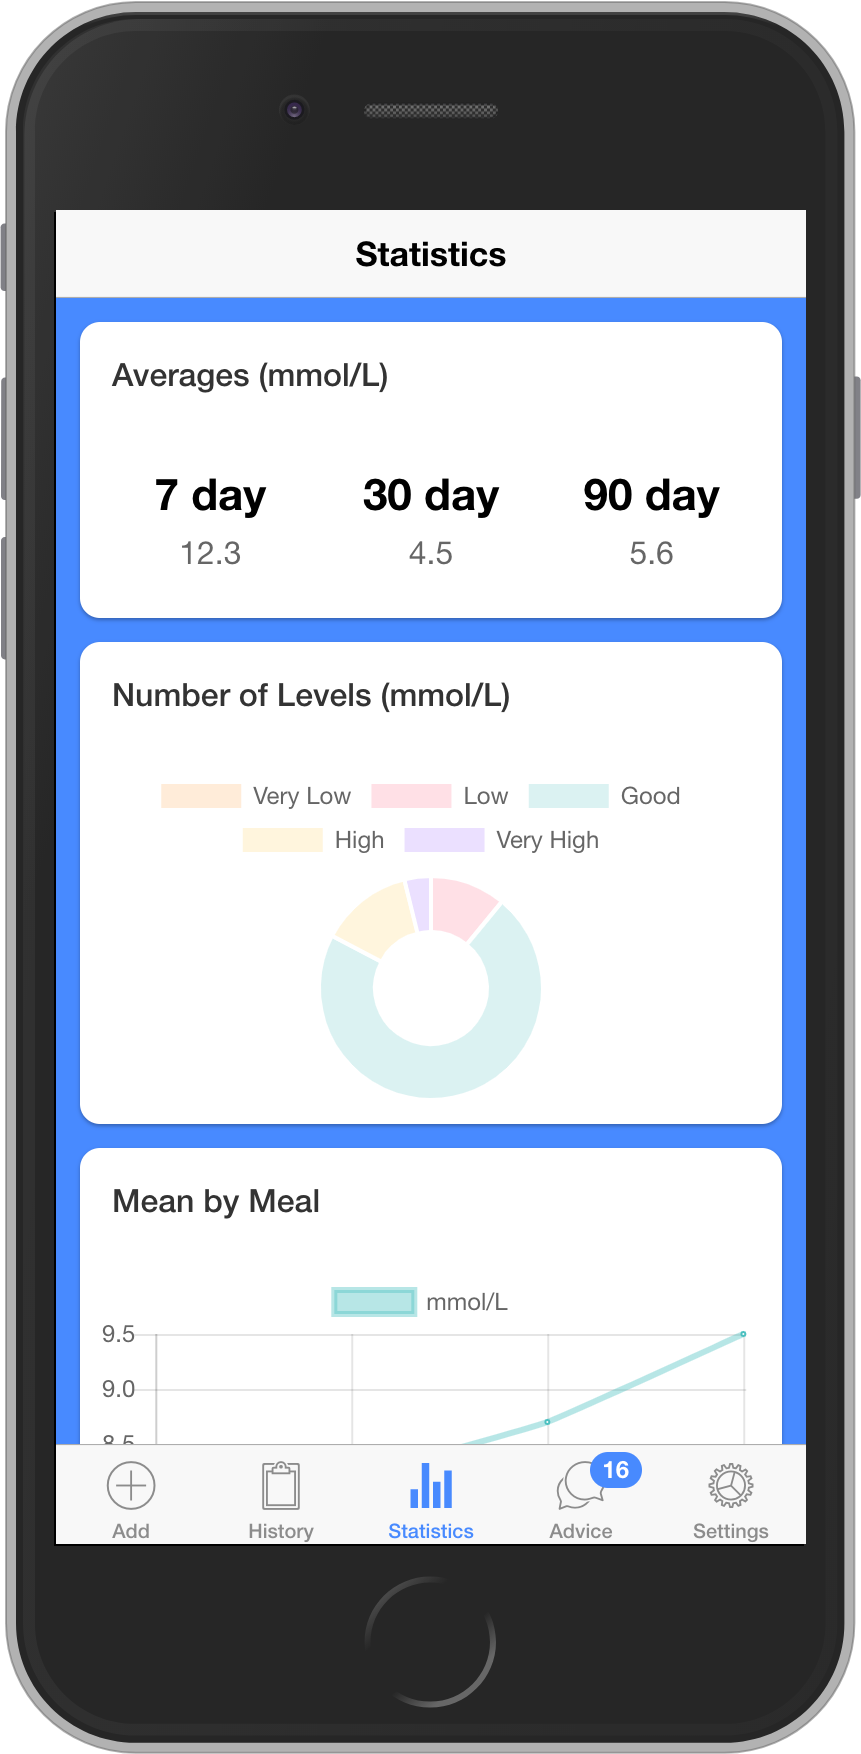 Statistics
Averages (mmol/L)
7 day 30 day 90 day
12.3 4.5 5.6
Number of Levels (mmol/L)
Very Low Low Good
High Very High
Mean by Meal
mmol/L
9.5
9.0
8.5
16
Add History Statistics Advice Settings